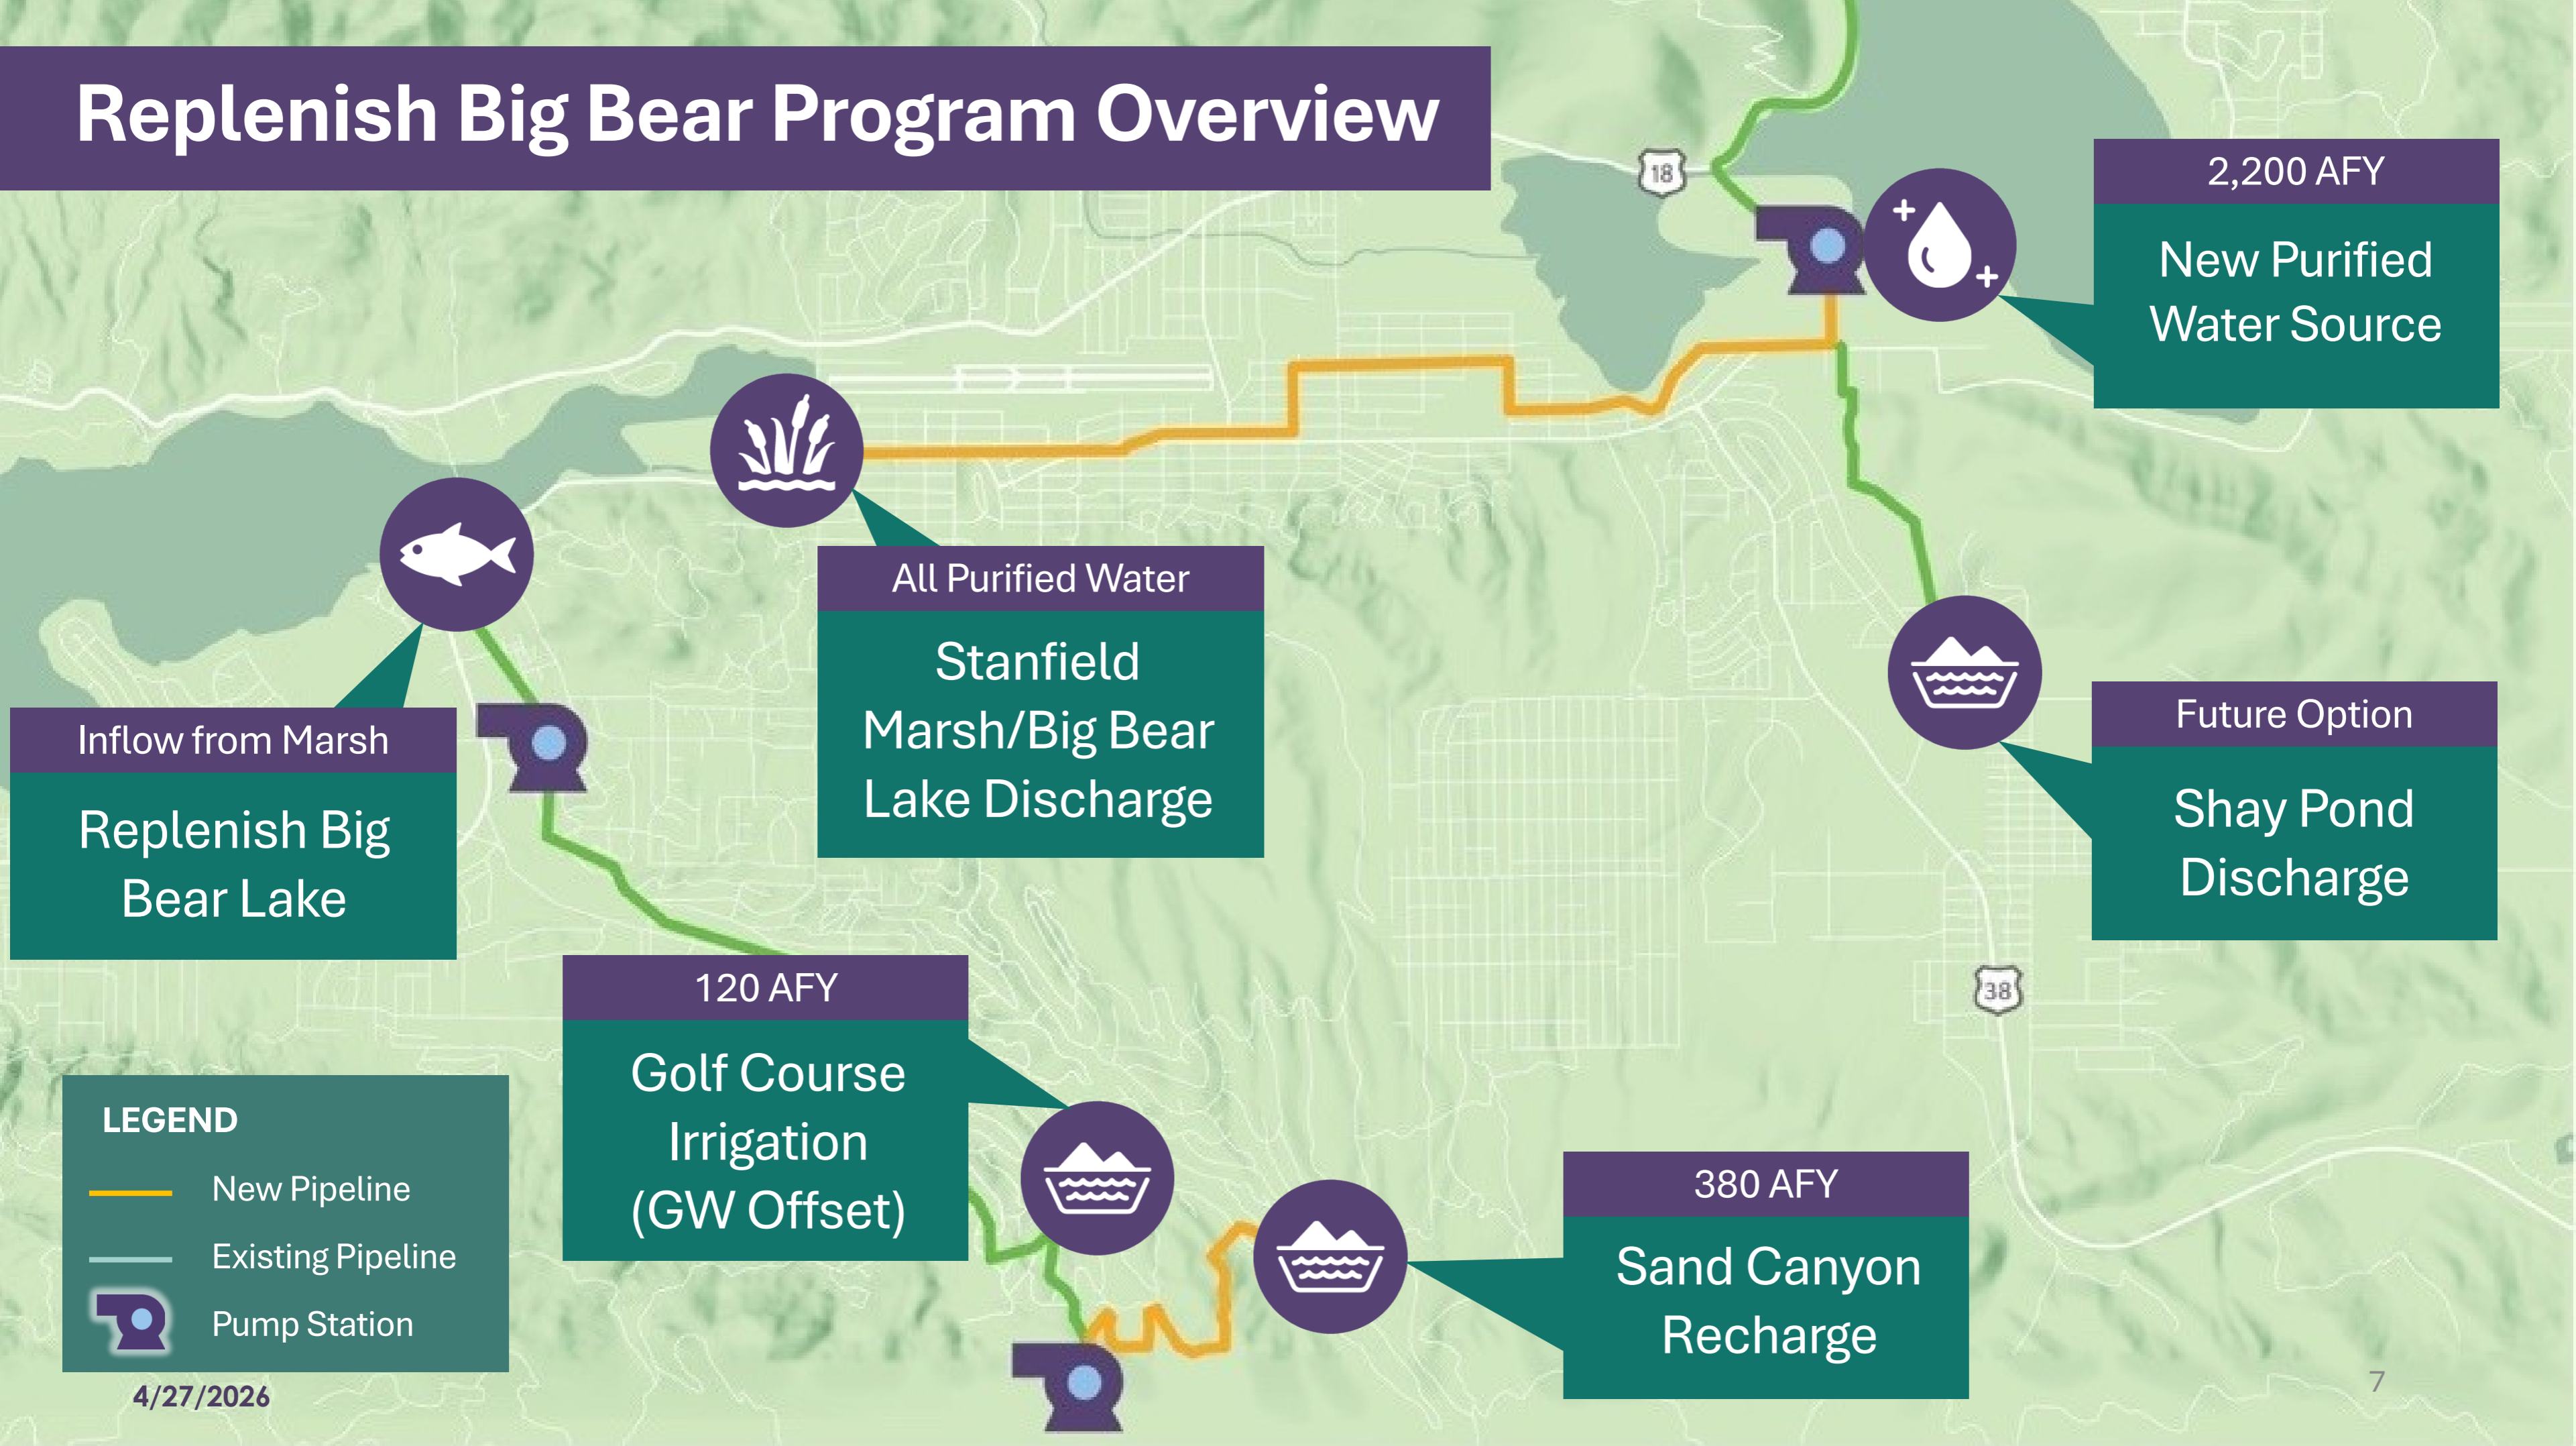 Replenish Big Bear Program Overview
18
2,200 AFY
New Purified
Water Source
All Purified Water
Stanfield
Marsh/Big Bear
Lake Discharge
Inflow from Marsh
Replenish Big
Bear Lake
Future Option
Shay Pond
Discharge
38
120 AFY
Golf Course
Irrigation
(GW Offset)
380 AFY
Sand Canyon
Recharge
LEGEND
New Pipeline
Existing Pipeline
Pump Station
4/27/2026
7